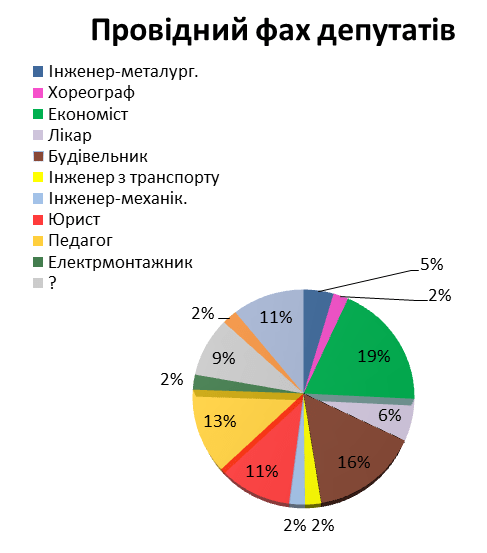 Провідний фах депутатів
Інженер-металург.
Хореограф
Економіст
Лікар
Будівельник
Інженер з транспорту
Інженер-механік.
Юрист
Педагог
Електрмонтажник
?
5%
2%
2%
11%
19%
9%
2%
6%
13%
16%
11%
2% 2%